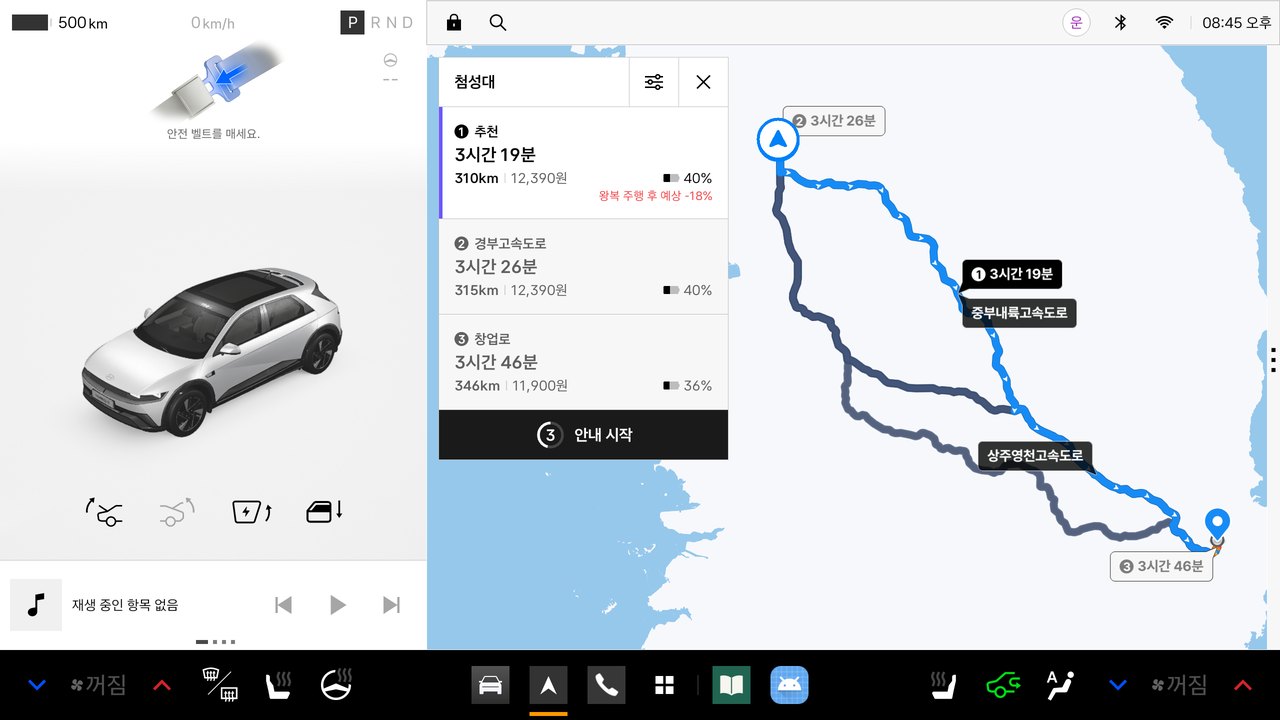 500 km
0 km/h
P R N D
--
안전 벨트를 매세요.
재생 중인 항목 없음
운
08:45 오후
첨성대
1 추천
3시간 19분
310km 12,390원
40%
왕복 주행 후 예상 -18%
2 경부고속도로
3시간 26분
315km 12,390원
40%
3 창업로
3시간 46분
346km 11,900원
36%
3 안내 시작
2 3시간 26분
1 3시간 19분
중부내륙고속도로
상주영천고속도로
3 3시간 46분
꺼짐
A
꺼짐